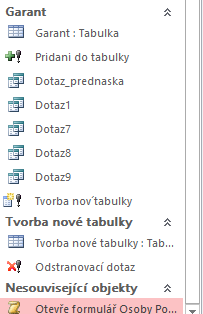 Garant
Garant : Tabulka
Pridani do tabulky
Dotaz_prednaska
Dotaz1
Dotaz7
Dotaz8
Dotaz9
Tvorba nov´tabulky
Tvorba nové tabulky
Tvorba nové tabulky : Tab...
Odstranovací dotaz
Nesouvisející objekty
Otevře formulář Osoby Po...